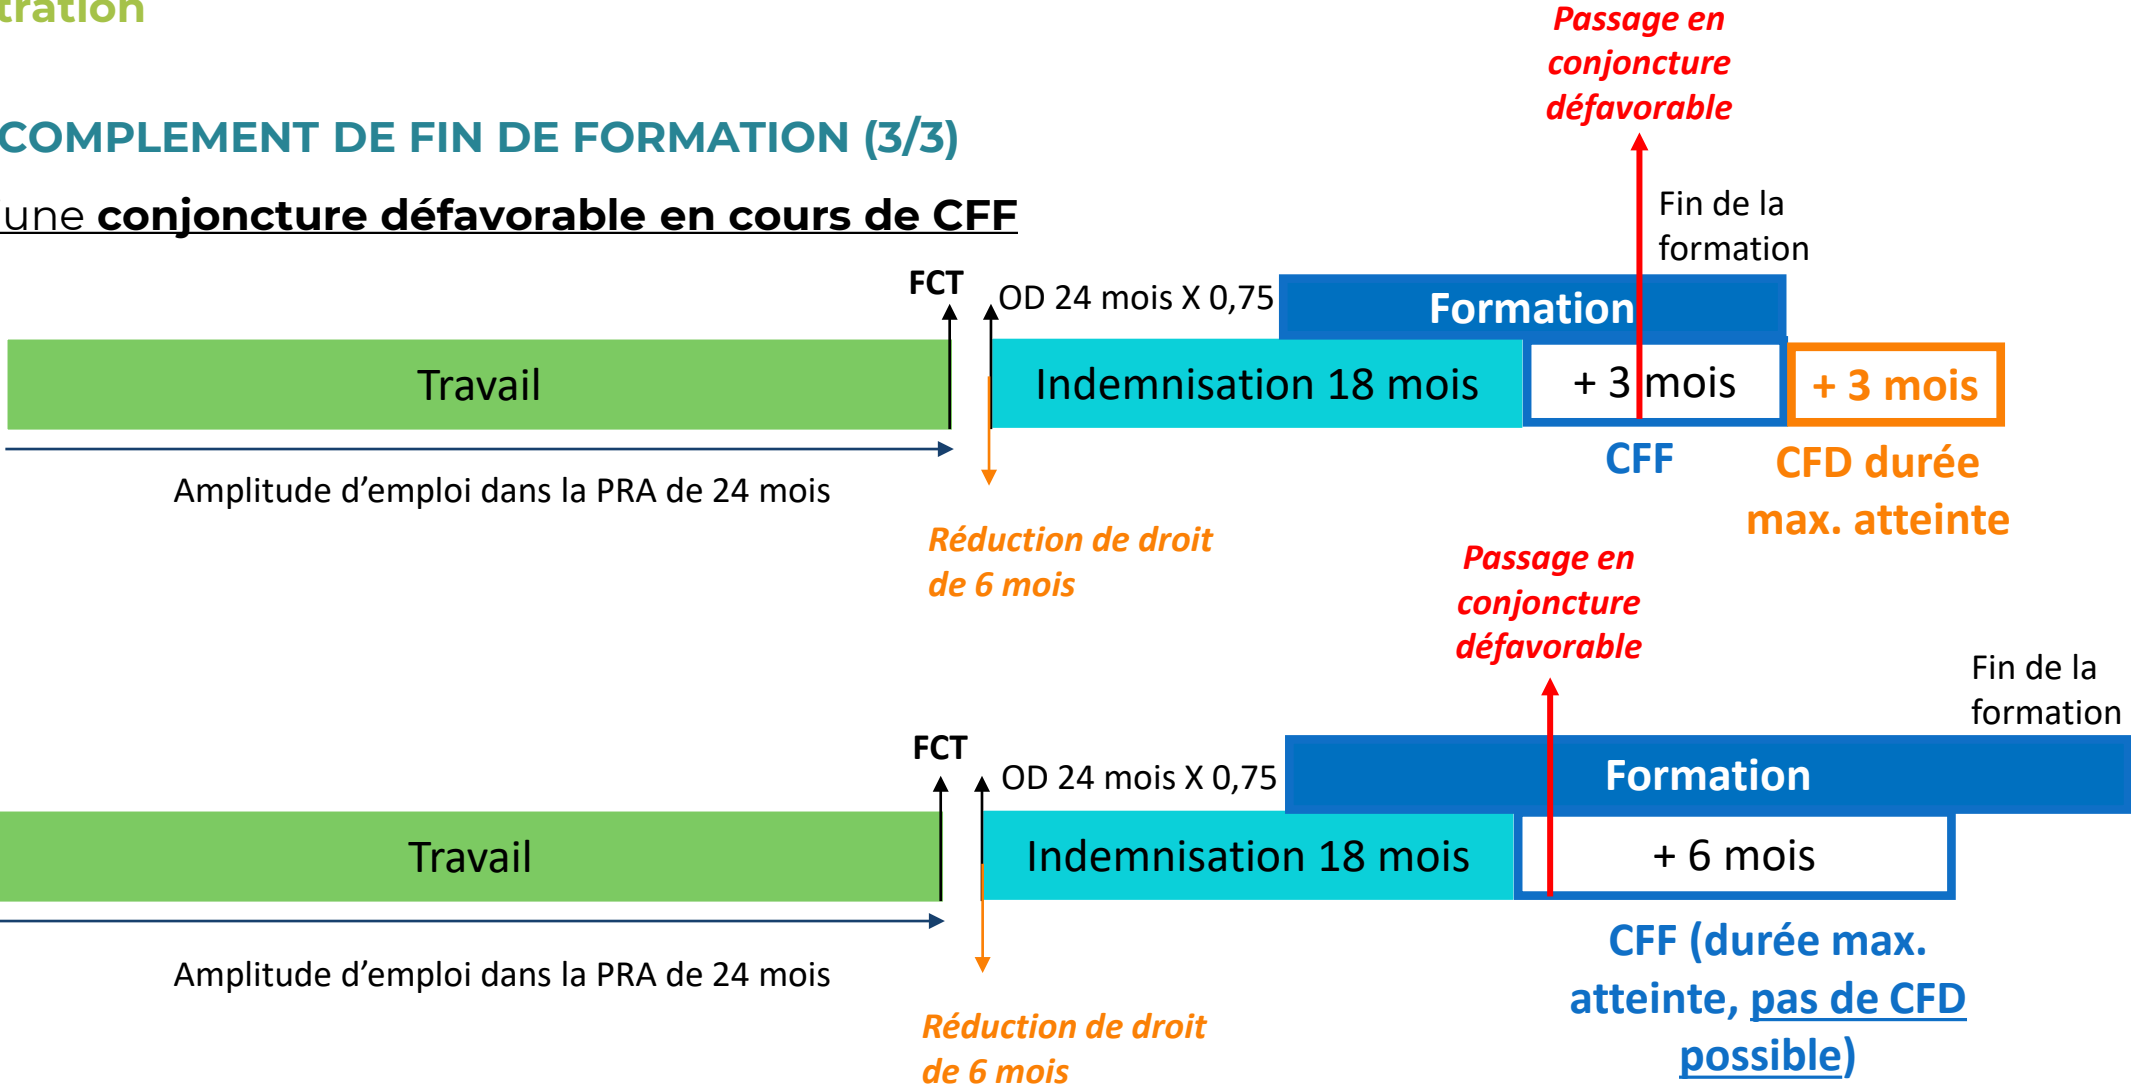 tration
COMPLEMENT DE FIN DE FORMATION (3/3)
'une conjoncture défavorable en cours de CFF
Passage en
conjoncture
défavorable
Fin de la
formation
FCT
OD 24 mois X 0,75
Formation
Travail
Indemnisation 18 mois
+ 3 mois
+ 3 mois
Amplitude d'emploi dans la PRA de 24 mois
CFF
CFD durée
max. atteinte
Réduction de droit
de 6 mois
Passage en
conjoncture
défavorable
Fin de la
formation
FCT
OD 24 mois X 0,75
Formation
Travail
Indemnisation 18 mois
+ 6 mois
Amplitude d'emploi dans la PRA de 24 mois
CFF (durée max.
atteinte, pas de CFD
possible)
Réduction de droit
de 6 mois